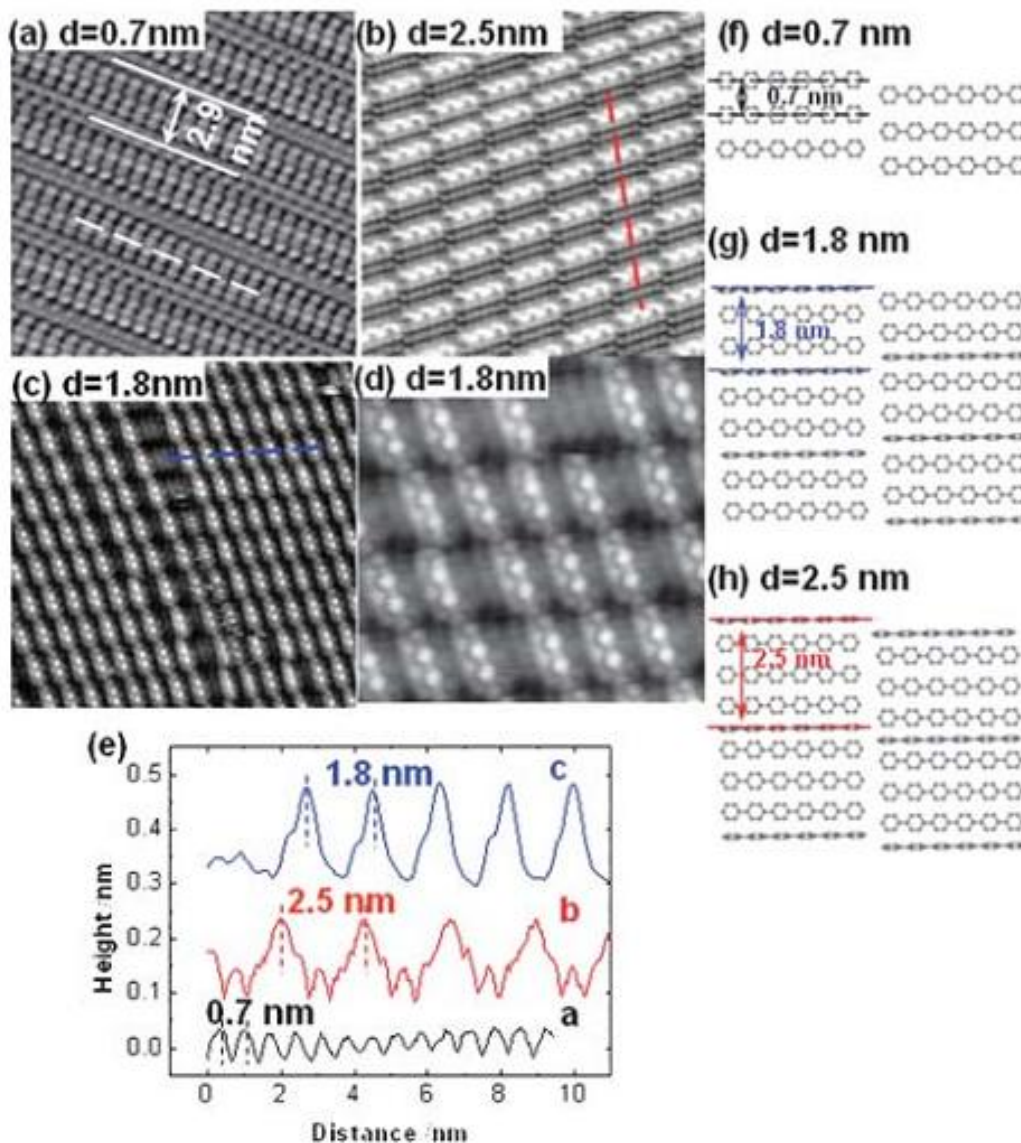 (a) d=0.7nm
2.9 nm
(b) d=2.5nm
(c) d=1.8nm
(d) d=1.8nm
(e)
1.8 nm
c
2.5 nm
b
0.7 nm
a
Height nm
0.5
0.4
0.3
0.2
0.1
0.0
0 2 4 6 8 10
Distance nm
(f) d=0.7 nm
0.7 nm
(g) d=1.8 nm
1.8 nm
(h) d=2.5 nm
2.5 nm